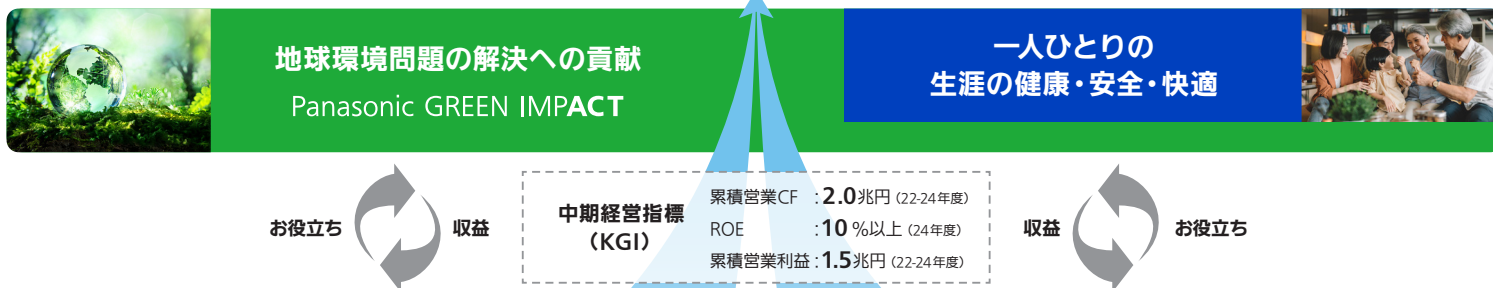 地球環境問題の解決への貢献
Panasonic GREEN IMPACT
一人ひとりの
生涯の健康・安全・快適
お役立ち
収益
中期経営指標
（KGI）
累積営業CF ：2.0兆円（22-24年度）
ROE ：10％以上（24年度）
累積営業利益：1.5兆円（22-24年度）
収益
お役立ち